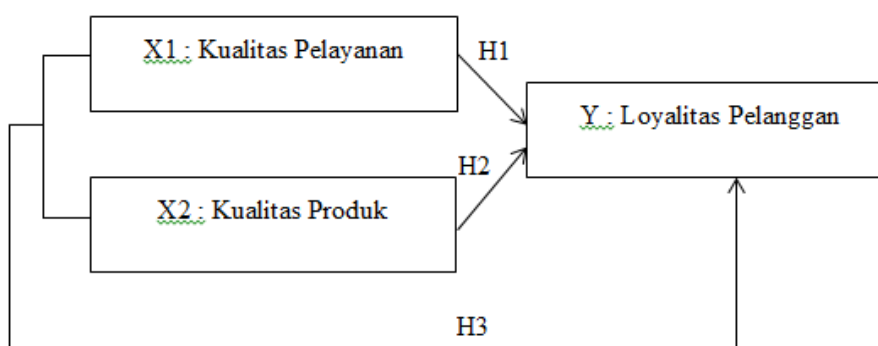 X1 : Kualitas Pelayanan
H1
Y : Loyalitas Pelanggan
H2
X2 : Kualitas Produk
H3